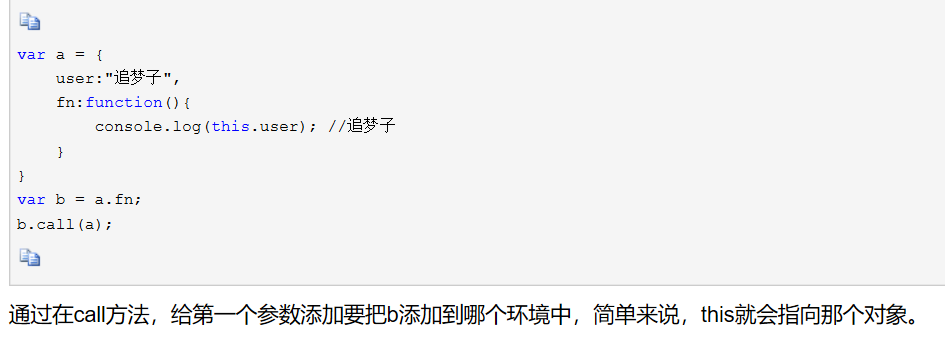 var a = {
    user:"追梦子",
    fn:function(){
        console.log(this.user); //追梦子
    }
}
var b = a.fn;
b.call(a);
通过在call方法，给第一个参数添加要把b添加到哪个环境中，简单来说，this就会指向那个对象。